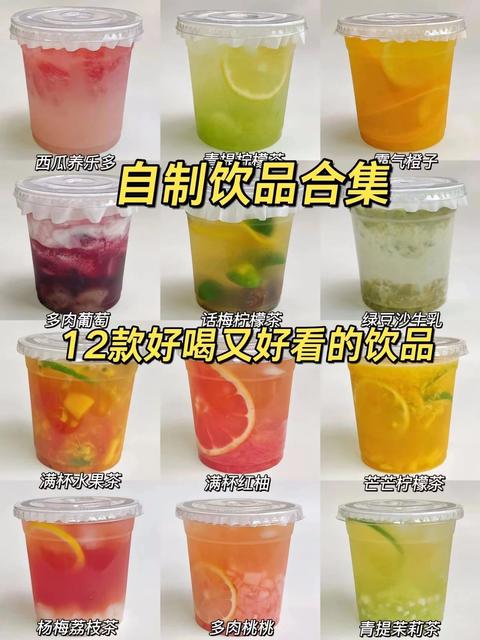 西瓜养乐多
青提柠檬茶
霸气橙子
自制饮品合集
多肉葡萄
话梅柠檬茶
绿豆沙牛乳
12款好喝又好看的饮品
满杯水果茶
满杯红柚
芒芒柠檬茶
杨梅荔枝茶
多肉桃桃
青提茉莉茶